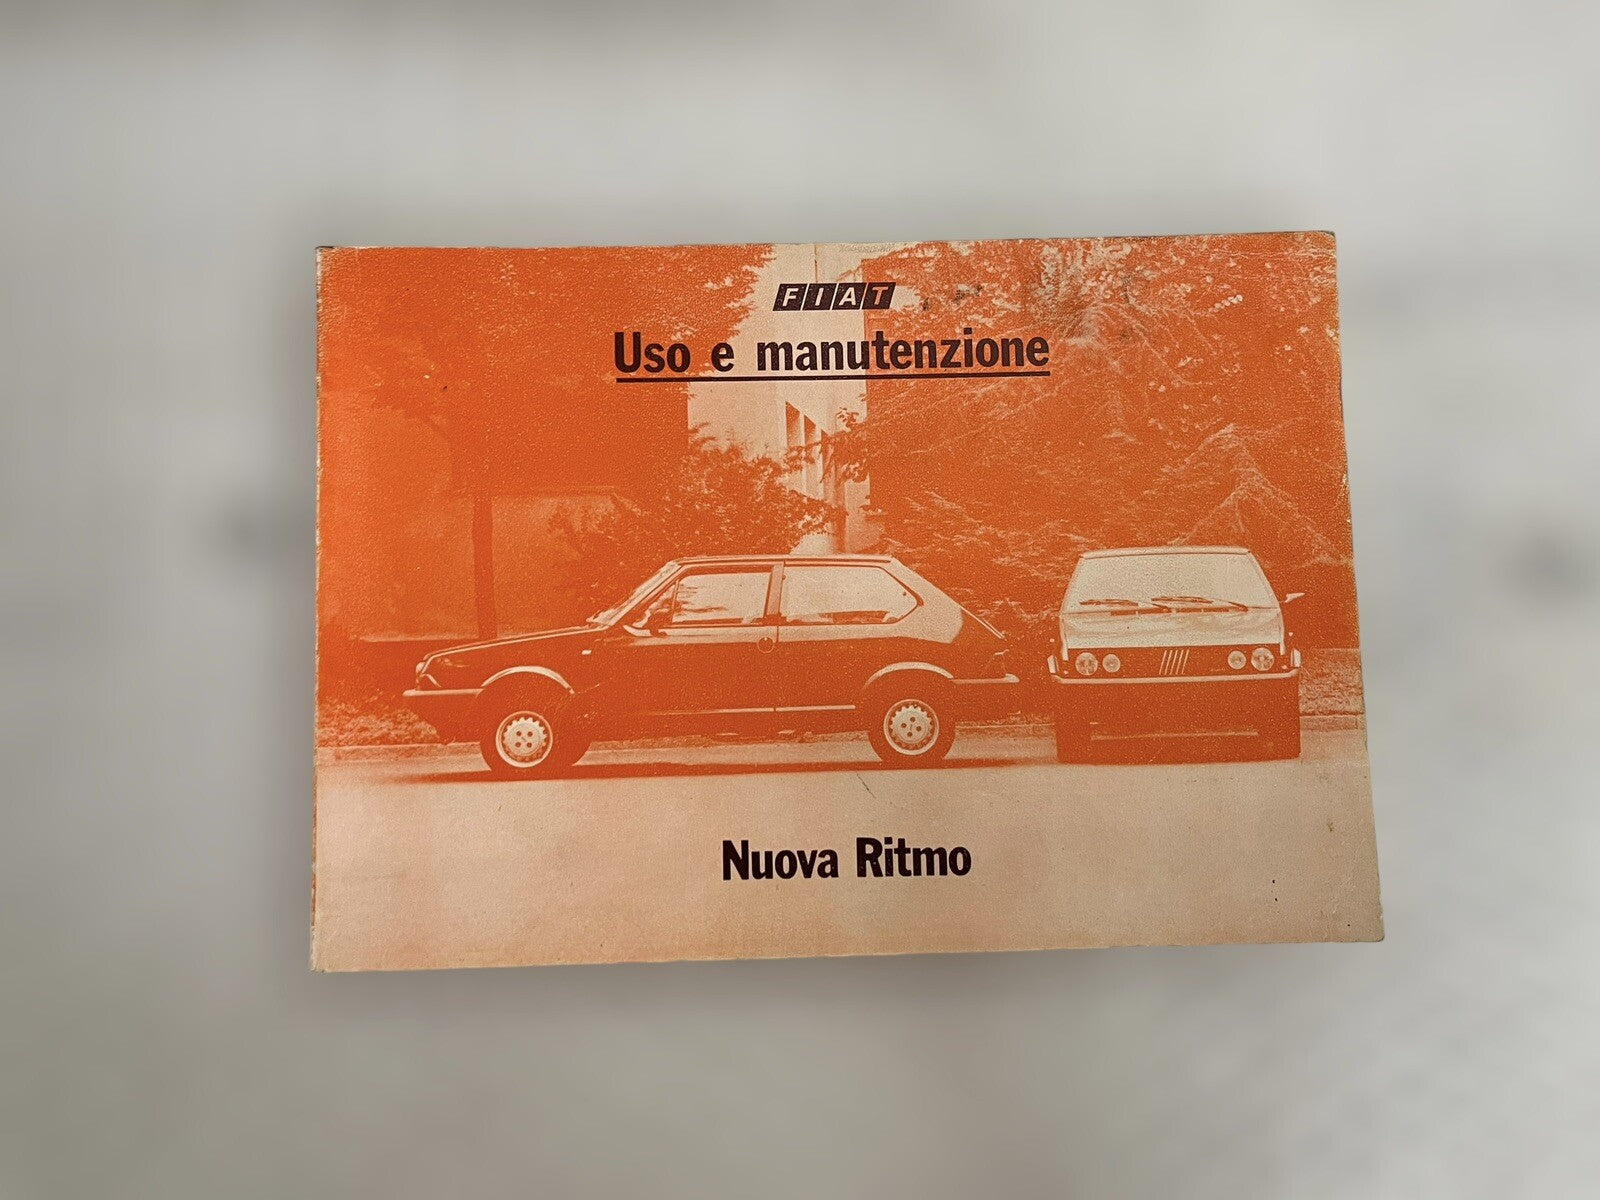 FIAT
Uso e manutenzione
Nuova Ritmo